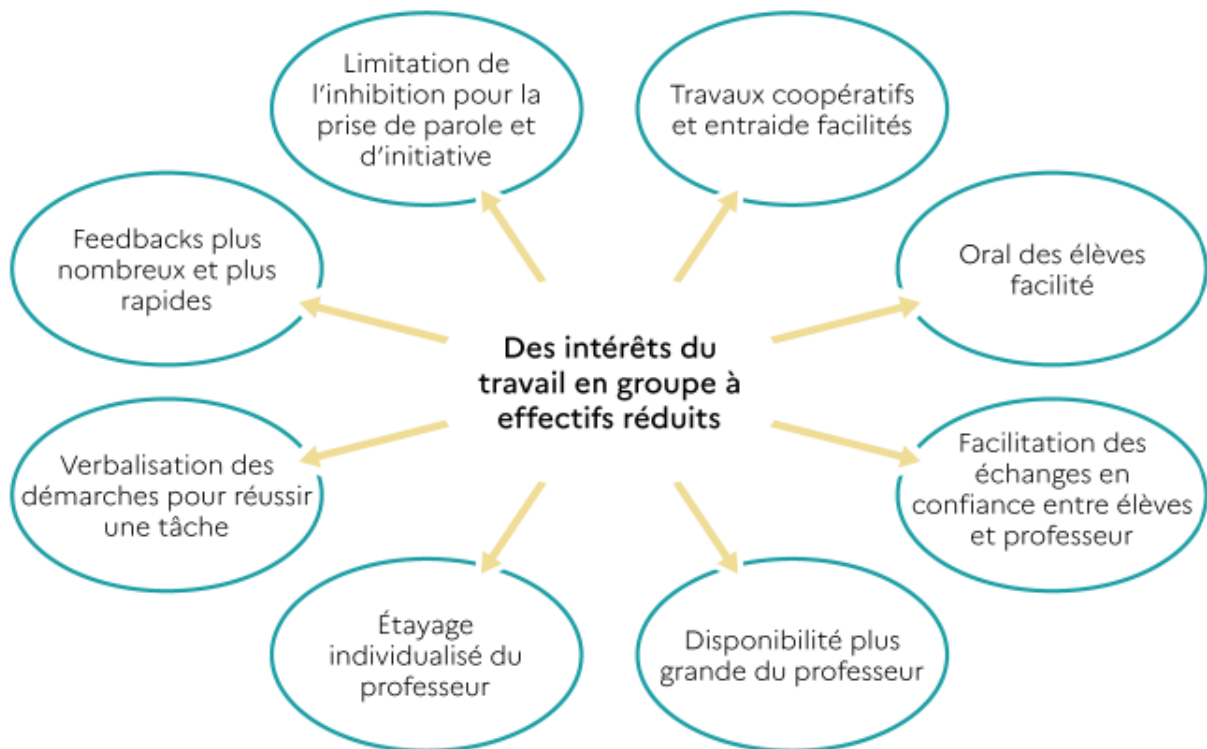 Limitation de
l'inhibition pour la
prise de parole et
d'initiative
Travaux coopératifs
et entraide facilités
Feedbacks plus
nombreux et plus
rapides
Oral des élèves
facilité
Des intérêts du
travail en groupe à
effectifs réduits
Verbalisation des
démarches pour réussir
une tâche
Facilitation des
échanges en
confiance entre élèves
et professeur
Étayage
individualisé du
professeur
Disponibilité plus
grande du professeur